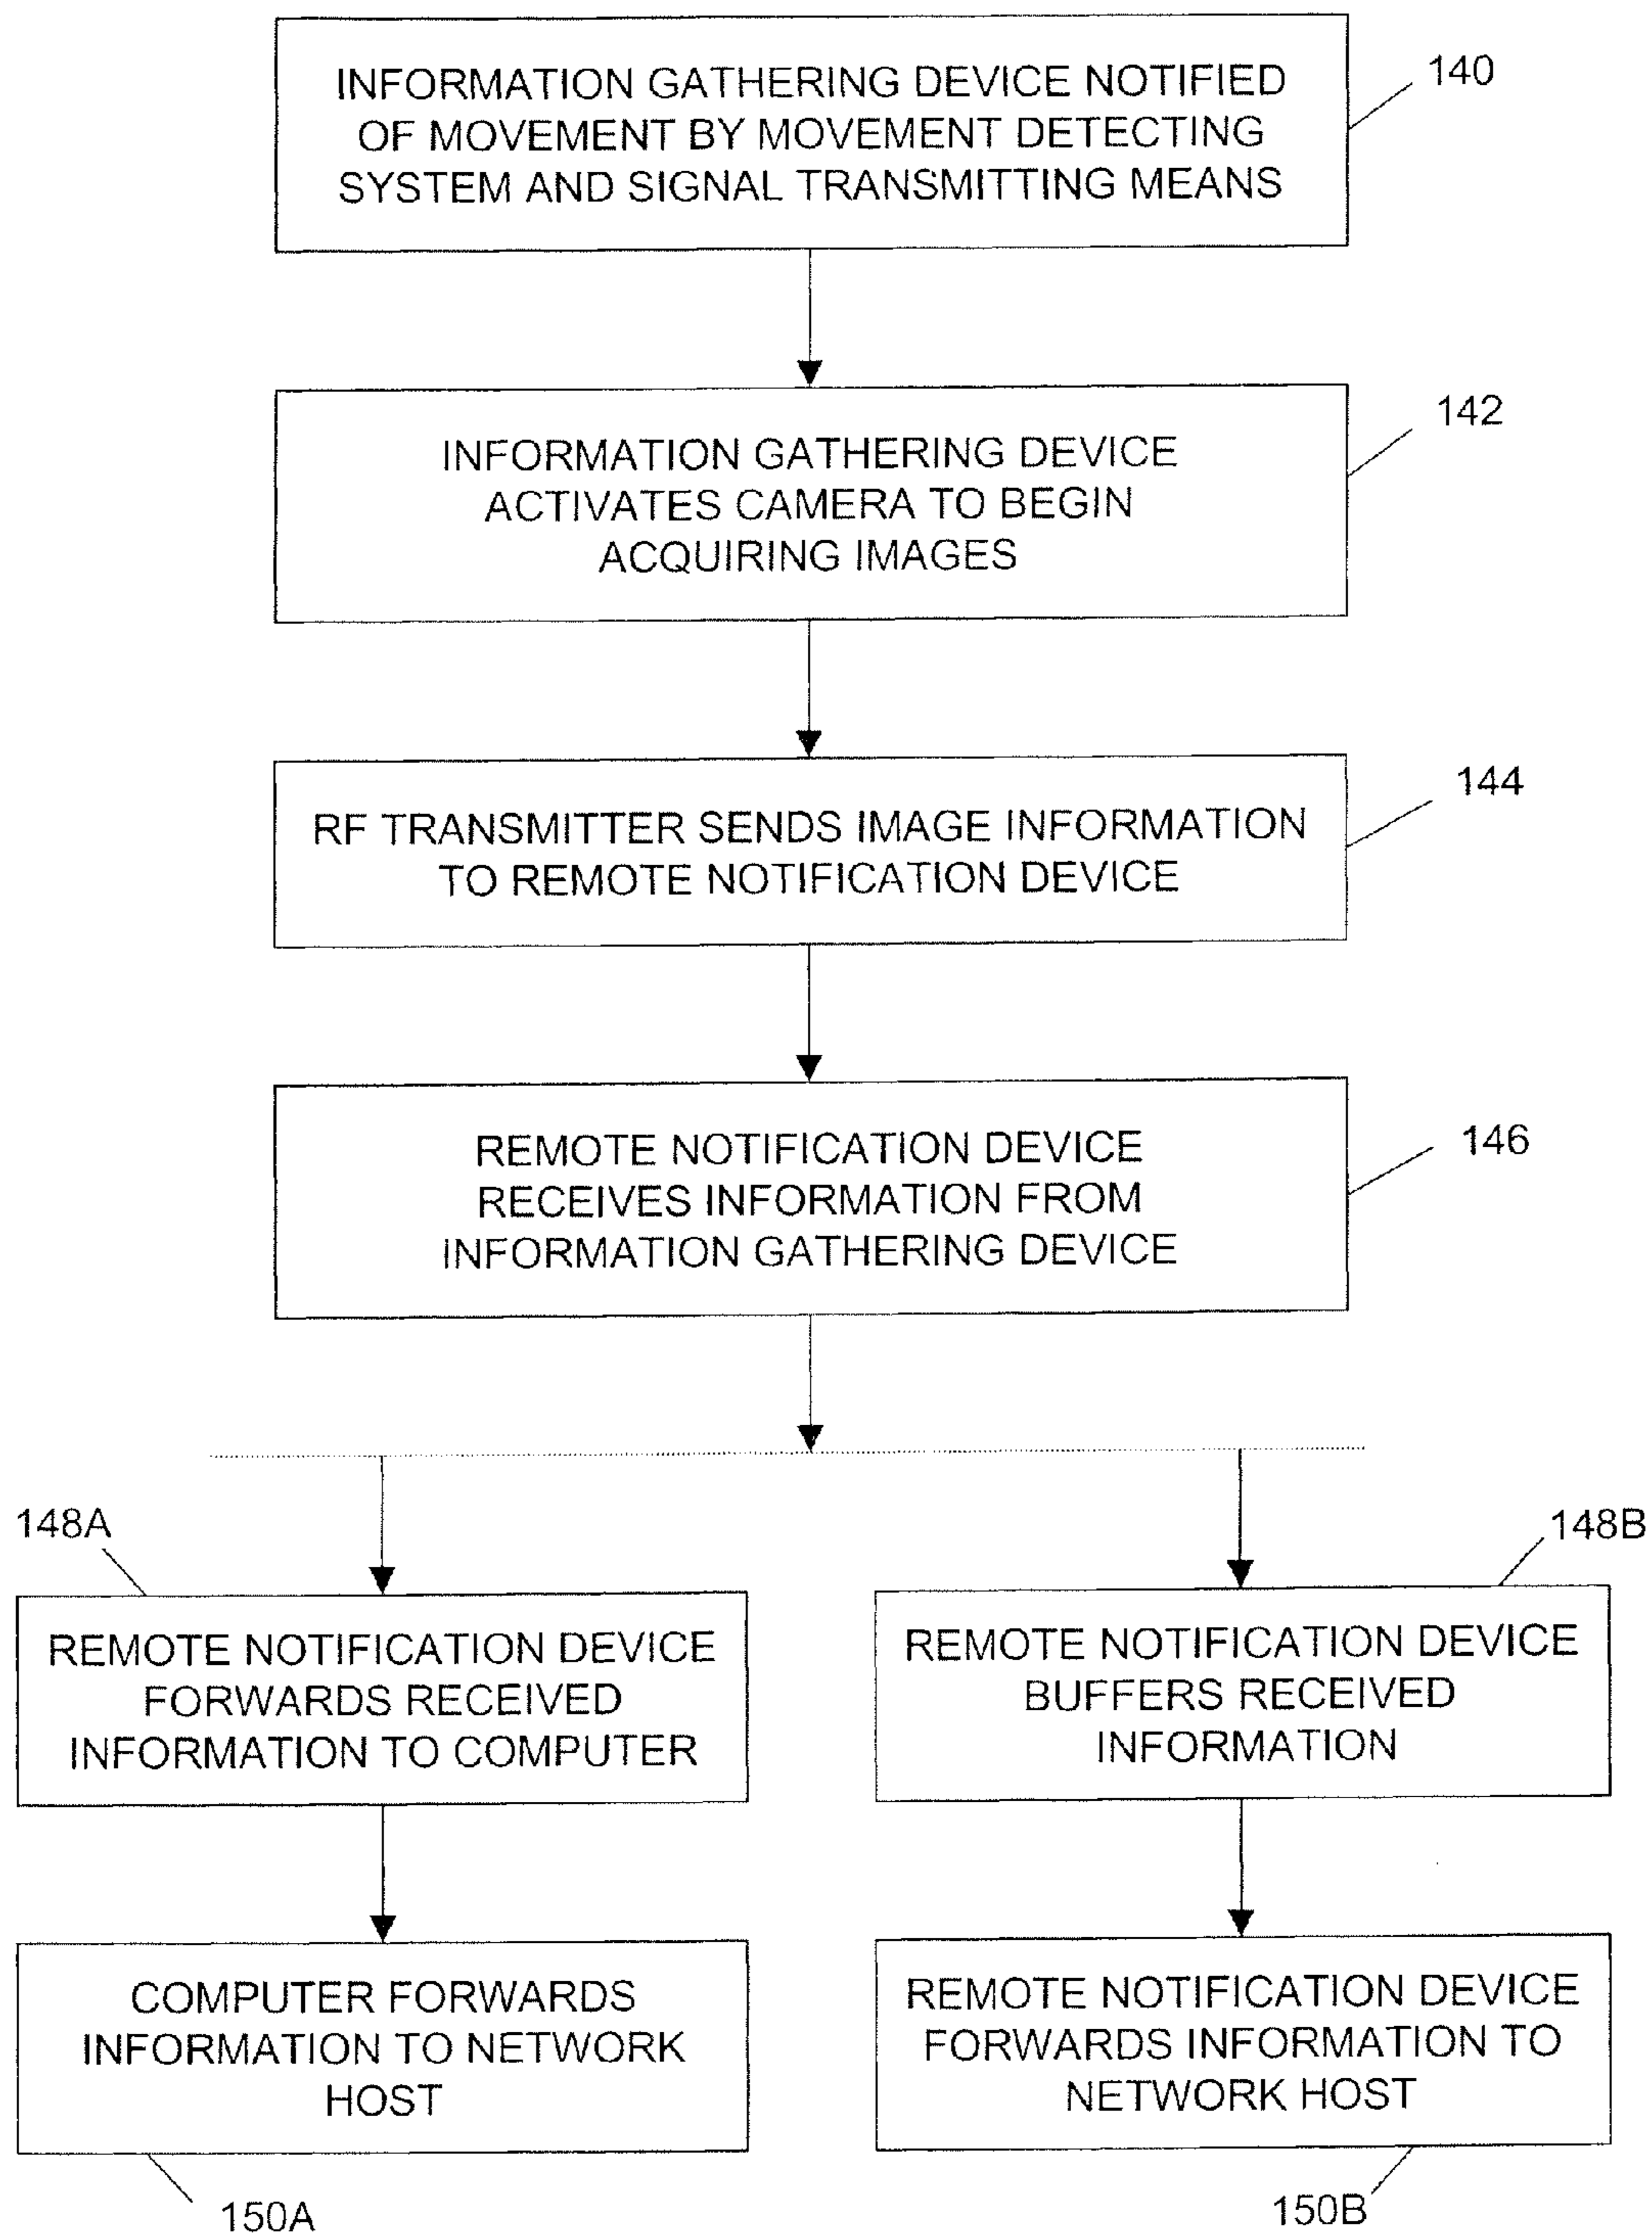 INFORMATION GATHERING DEVICE NOTIFIED
OF MOVEMENT BY MOVEMENT DETECTING
SYSTEM AND SIGNAL TRANSMITTING MEANS
140
INFORMATION GATHERING DEVICE
ACTIVATES CAMERA TO BEGIN
ACQUIRING IMAGES
142
RF TRANSMITTER SENDS IMAGE INFORMATION
TO REMOTE NOTIFICATION DEVICE
144
REMOTE NOTIFICATION DEVICE
RECEIVES INFORMATION FROM
INFORMATION GATHERING DEVICE
146
148A
REMOTE NOTIFICATION DEVICE
FORWARDS RECEIVED
INFORMATION TO COMPUTER
148B
REMOTE NOTIFICATION DEVICE
BUFFERS RECEIVED
INFORMATION
COMPUTER FORWARDS
INFORMATION TO NETWORK
HOST
150A
REMOTE NOTIFICATION DEVICE
FORWARDS INFORMATION TO
NETWORK HOST
150B